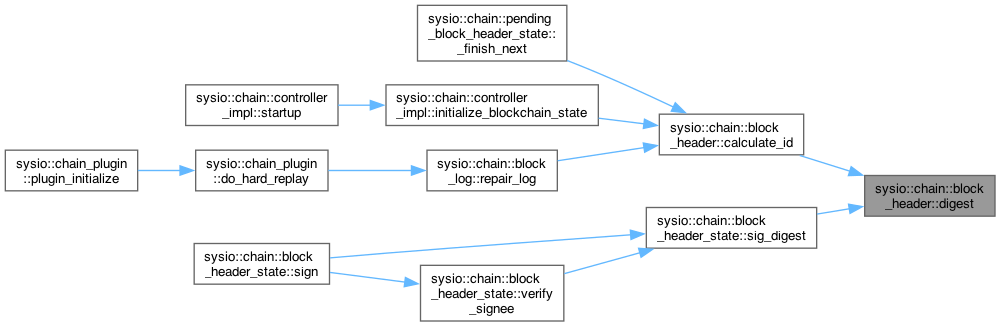 sysio::chain::pending
_block_header_state::
_finish_next
sysio::chain::controller
_impl::startup
sysio::chain::controller
_impl::initialize_blockchain_state
sysio::chain::block
_header::calculate_id
sysio::chain_plugin
::plugin_initialize
sysio::chain_plugin
::do_hard_replay
sysio::chain::block
_log::repair_log
sysio::chain::block
_header::digest
sysio::chain::block
_header_state::sig_digest
sysio::chain::block
_header_state::sign
sysio::chain::block
_header_state::verify
_signee